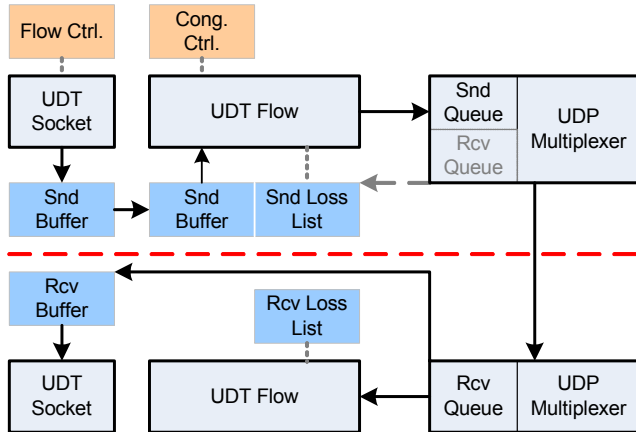 Flow Ctrl.
Cong.
Ctrl.
UDT
Socket
UDT Flow
Snd
Queue
Rcv
Queue
UDP
Multiplexer
Snd
Buffer
Snd
Buffer
Snd Loss
List
Rcv
Buffer
Rcv Loss
List
UDT
Socket
UDT Flow
Rcv
Queue
UDP
Multiplexer